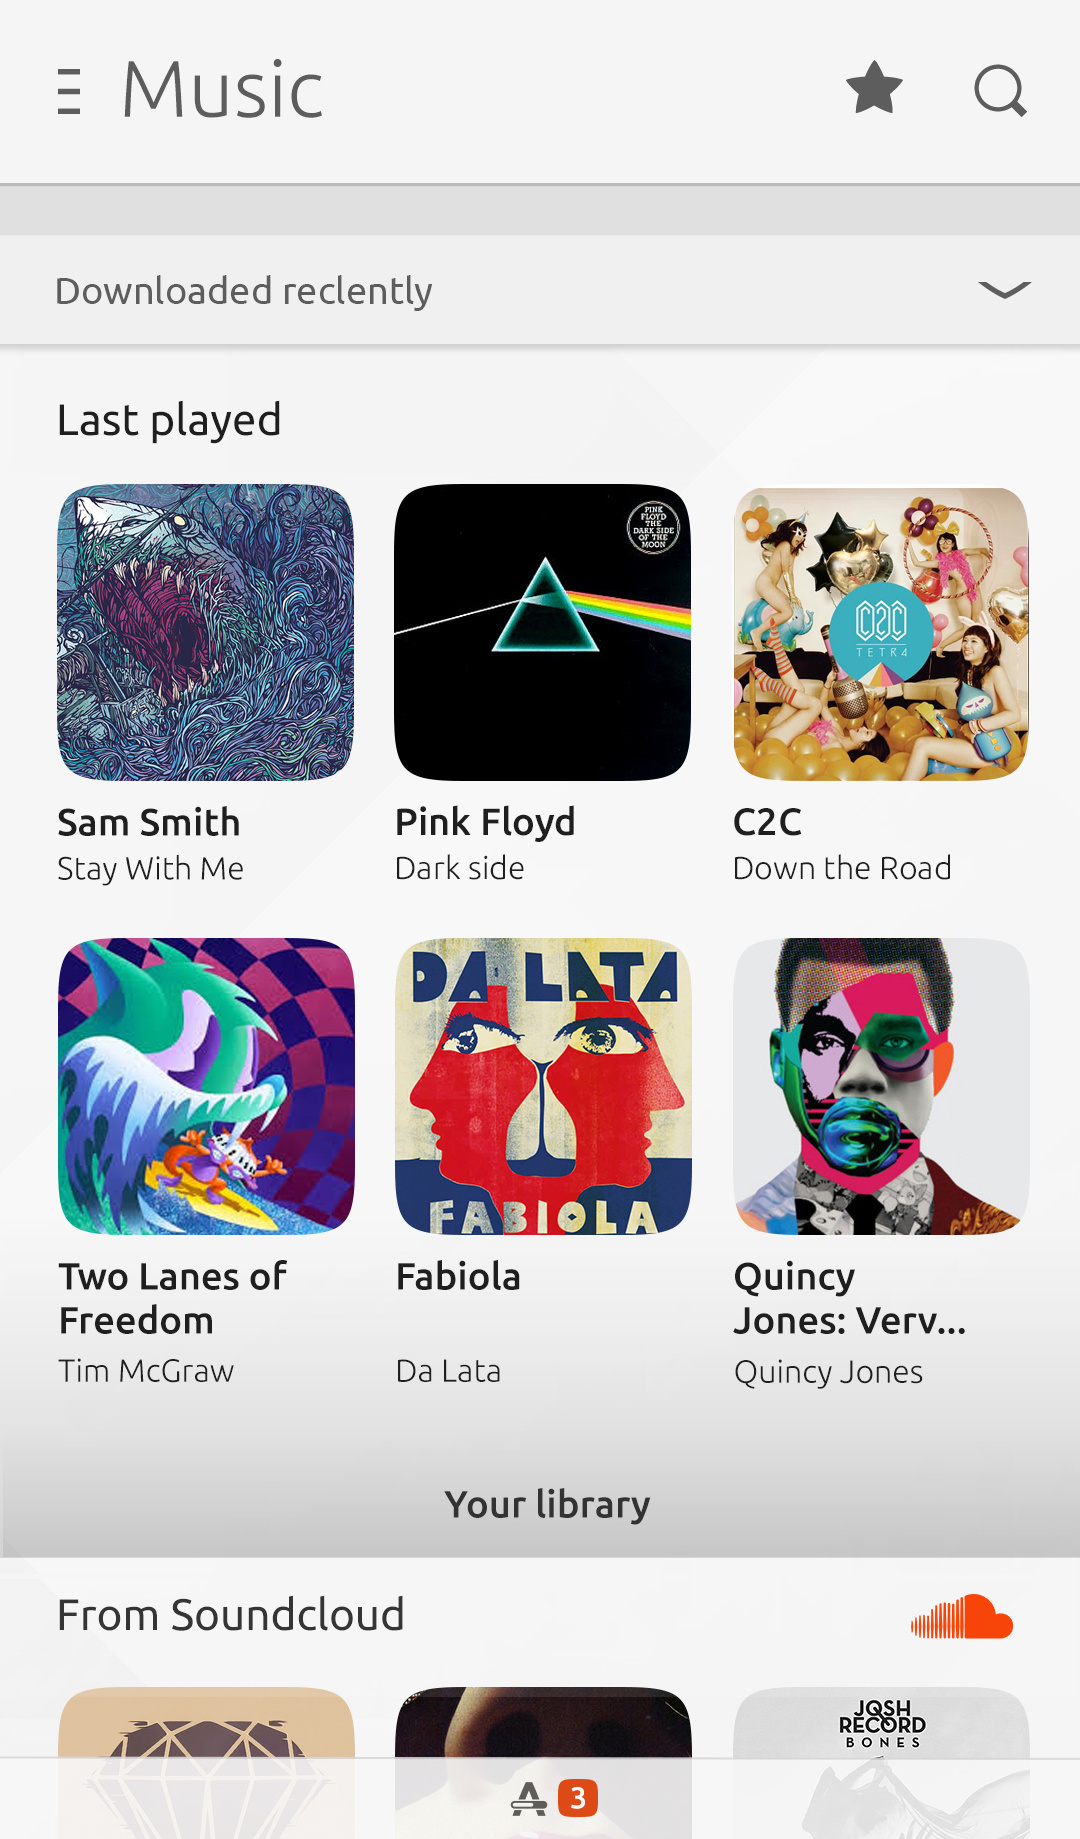 Music
Downloaded reclently
Last played
PINK
FLOYD
THE
DARK SIDE
OF THE
MOON
C2C
TETR4
Sam Smith
Stay With Me
Pink Floyd
Dark side
C2C
Down the Road
DA LATA
FABIOLA
Two Lanes of
Freedom
Tim McGraw
Fabiola
Da Lata
Quincy
Jones: Verv...
Quincy Jones
Your library
From Soundcloud
JOSH
RECORD
BONES
3